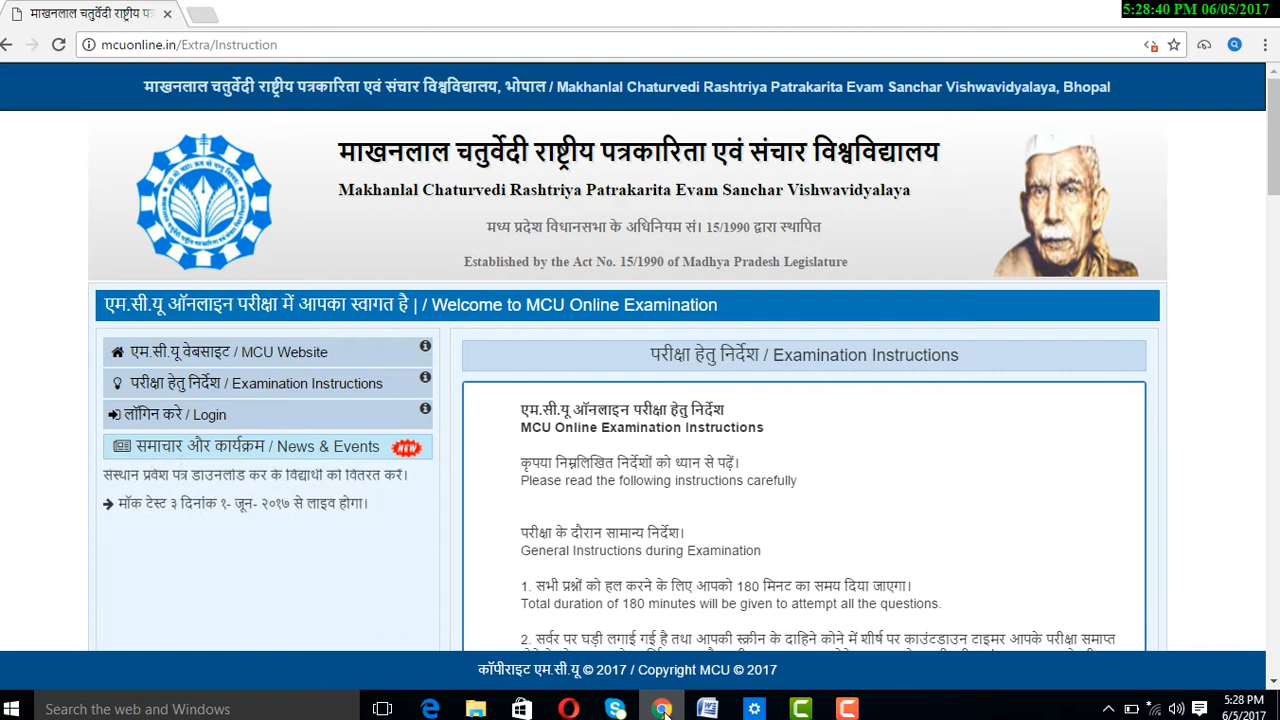 माखनलाल चतुर्वेदी राष्ट्रीय प
5:28:40 PM 06/05/2017
mcuonline.in/Extra/Instruction
माखनलाल चतुर्वेदी राष्ट्रीय पत्रकारिता एवं संचार विश्वविद्यालय, भोपाल / Makhanlal Chaturvedi Rashtriya Patrakarita Evam Sanchar Vishwavidyalaya, Bhopal
माखनलाल चतुर्वेदी राष्ट्रीय पत्रकारिता एवं संचार विश्वविद्यालय
Makhanlal Chaturvedi Rashtriya Patrakarita Evam Sanchar Vishwavidyalaya
मध्य प्रदेश विधानसभा के अधिनियम सं। 15/1990 द्वारा स्थापित
Established by the Act No. 15/1990 of Madhya Pradesh Legislature
एम.सी.यू ऑनलाइन परीक्षा में आपका स्वागत है | / Welcome to MCU Online Examination
एम.सी.यू वेबसाइट / MCU Website
परीक्षा हेतु निर्देश / Examination Instructions
लॉगिन करे / Login
समाचार और कार्यक्रम / News & Events NEW
संस्थान प्रवेश पत्र डाउनलोड कर के विद्यार्थी को वितरत करें।
मॉक टेस्ट ३ दिनांक १- जून- २०१७ से लाइव होगा।
परीक्षा हेतु निर्देश / Examination Instructions
एम.सी.यू ऑनलाइन परीक्षा हेतु निर्देश
MCU Online Examination Instructions
कृपया निम्नलिखित निर्देशों को ध्यान से पढ़ें।
Please read the following instructions carefully
परीक्षा के दौरान सामान्य निर्देश।
General Instructions during Examination
1. सभी प्रश्नों को हल करने के लिए आपको 180 मिनट का समय दिया जाएगा।
Total duration of 180 minutes will be given to attempt all the questions.
2. सर्वर पर घड़ी लगाई गई है तथा आपकी स्क्रीन के दाहिने कोने में शीर्ष पर काउंटडाउन टाइमर आपके परीक्षा समाप्त
कॉपीराइट एम.सी.यू © 2017 / Copyright MCU © 2017
Search the web and Windows
5:28 PM
6/5/2017